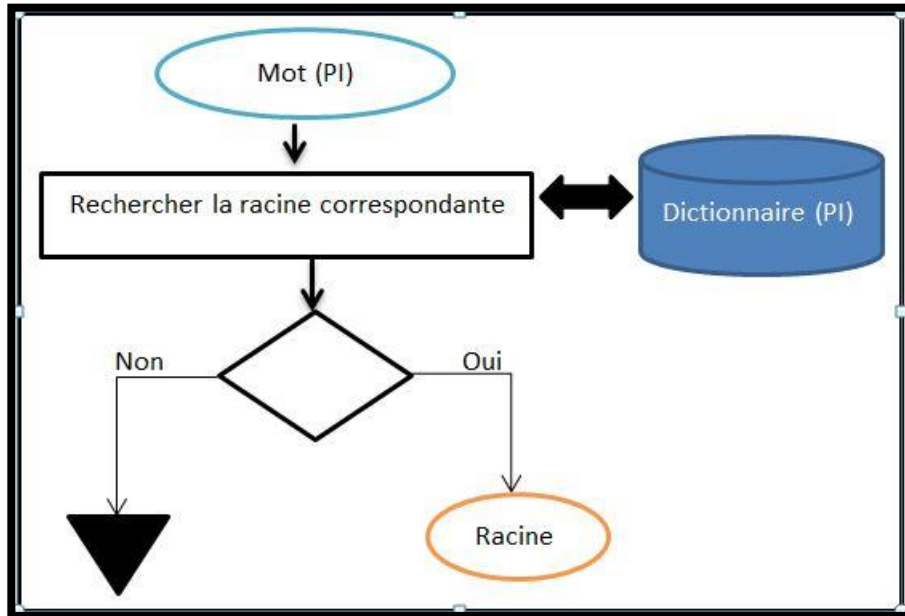 Mot (PI)
Rechercher la racine correspondante
Dictionnaire (PI)
Non
Oui
Racine